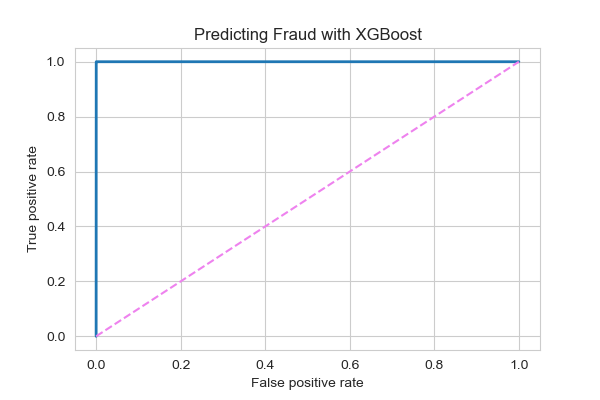 Predicting Fraud with XGBoost
1.0
0.8
0.6
0.4
0.2
0.0
True positive rate
0.0 0.2 0.4 0.6 0.8 1.0
False positive rate